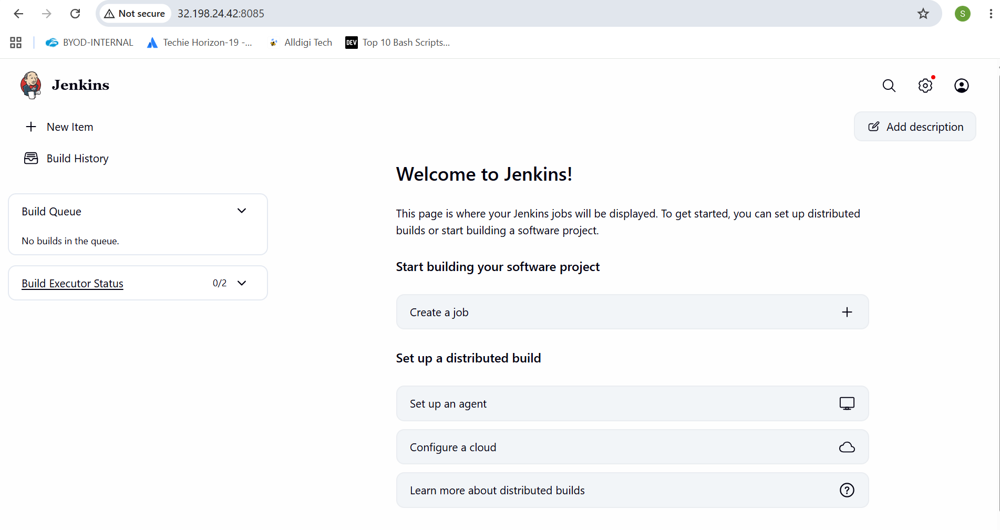 Not secure 32.198.24.42:8085
S
BYOD-INTERNAL Techie Horizon-19 -... Alldigi Tech DEV Top 10 Bash Scripts...
Jenkins
New Item
Add description
Build History
Welcome to Jenkins!
Build Queue
This page is where your Jenkins jobs will be displayed. To get started, you can set up distributed
builds or start building a software project.
No builds in the queue.
Start building your software project
Build Executor Status 0/2
Create a job
Set up a distributed build
Set up an agent
Configure a cloud
Learn more about distributed builds